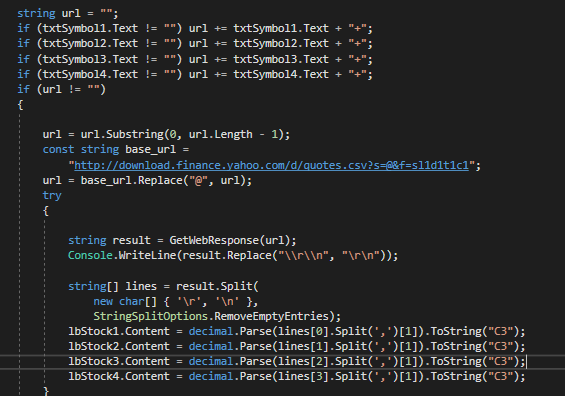 string url = "";
if (txtSymbol1.Text != "") url += txtSymbol1.Text + "+";
if (txtSymbol2.Text != "") url += txtSymbol2.Text + "+";
if (txtSymbol3.Text != "") url += txtSymbol3.Text + "+";
if (txtSymbol4.Text != "") url += txtSymbol4.Text + "+";
if (url != "")
{
url = url.Substring(0, url.Length - 1);
const string base_url =
"http://download.finance.yahoo.com/d/quotes.csv?s=@&f=sl1d1t1c1";
url = base_url.Replace("@", url);
try
{
string result = GetWebResponse(url);
Console.WriteLine(result.Replace("\\r\\n", "\r\n"));
string[] lines = result.Split(
new char[] { '\r', '\n' },
StringSplitOptions.RemoveEmptyEntries);
lbStock1.Content = decimal.Parse(lines[0].Split(',')[1]).ToString("C3");
lbStock2.Content = decimal.Parse(lines[1].Split(',')[1]).ToString("C3");
lbStock3.Content = decimal.Parse(lines[2].Split(',')[1]).ToString("C3");
lbStock4.Content = decimal.Parse(lines[3].Split(',')[1]).ToString("C3");
}